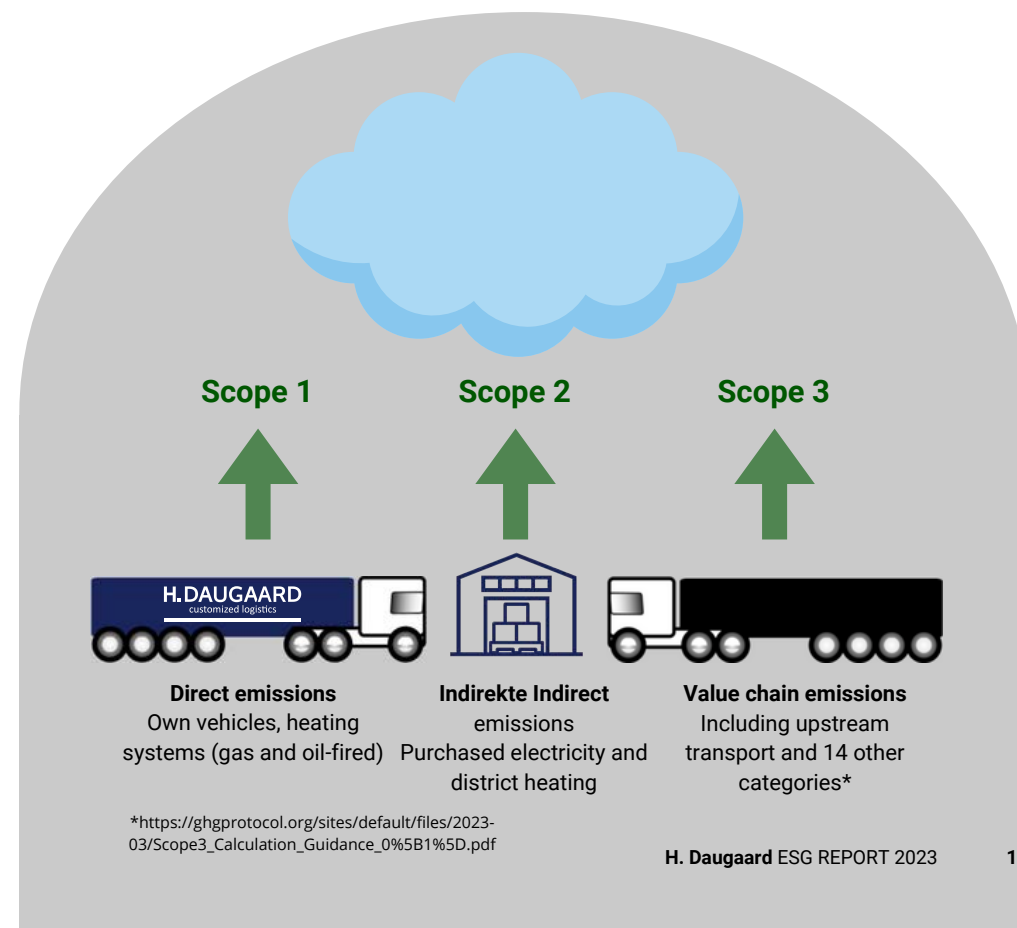 Scope 1
Scope 2
Scope 3
H.DAUGAARD
customized logistics
Direct emissions
Own vehicles, heating
systems (gas and oil-fired)
Indirekte Indirect
emissions
Purchased electricity and
district heating
Value chain emissions
Including upstream
transport and 14 other
categories*
*https://ghgprotocol.org/sites/default/files/2023-
03/Scope3_Calculation_Guidance_0%5B1%5D.pdf
H. Daugaard ESG REPORT 2023
1